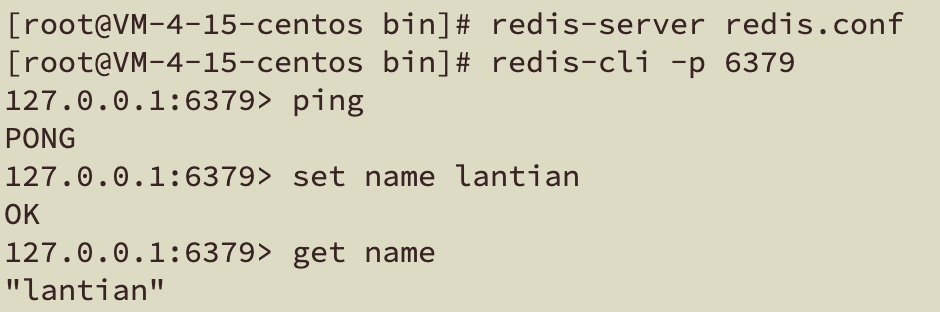 [root@VM-4-15-centos bin]# redis-server redis.conf
[root@VM-4-15-centos bin]# redis-cli -p 6379
127.0.0.1:6379> ping
PONG
127.0.0.1:6379> set name lantian
OK
127.0.0.1:6379> get name
"lantian"